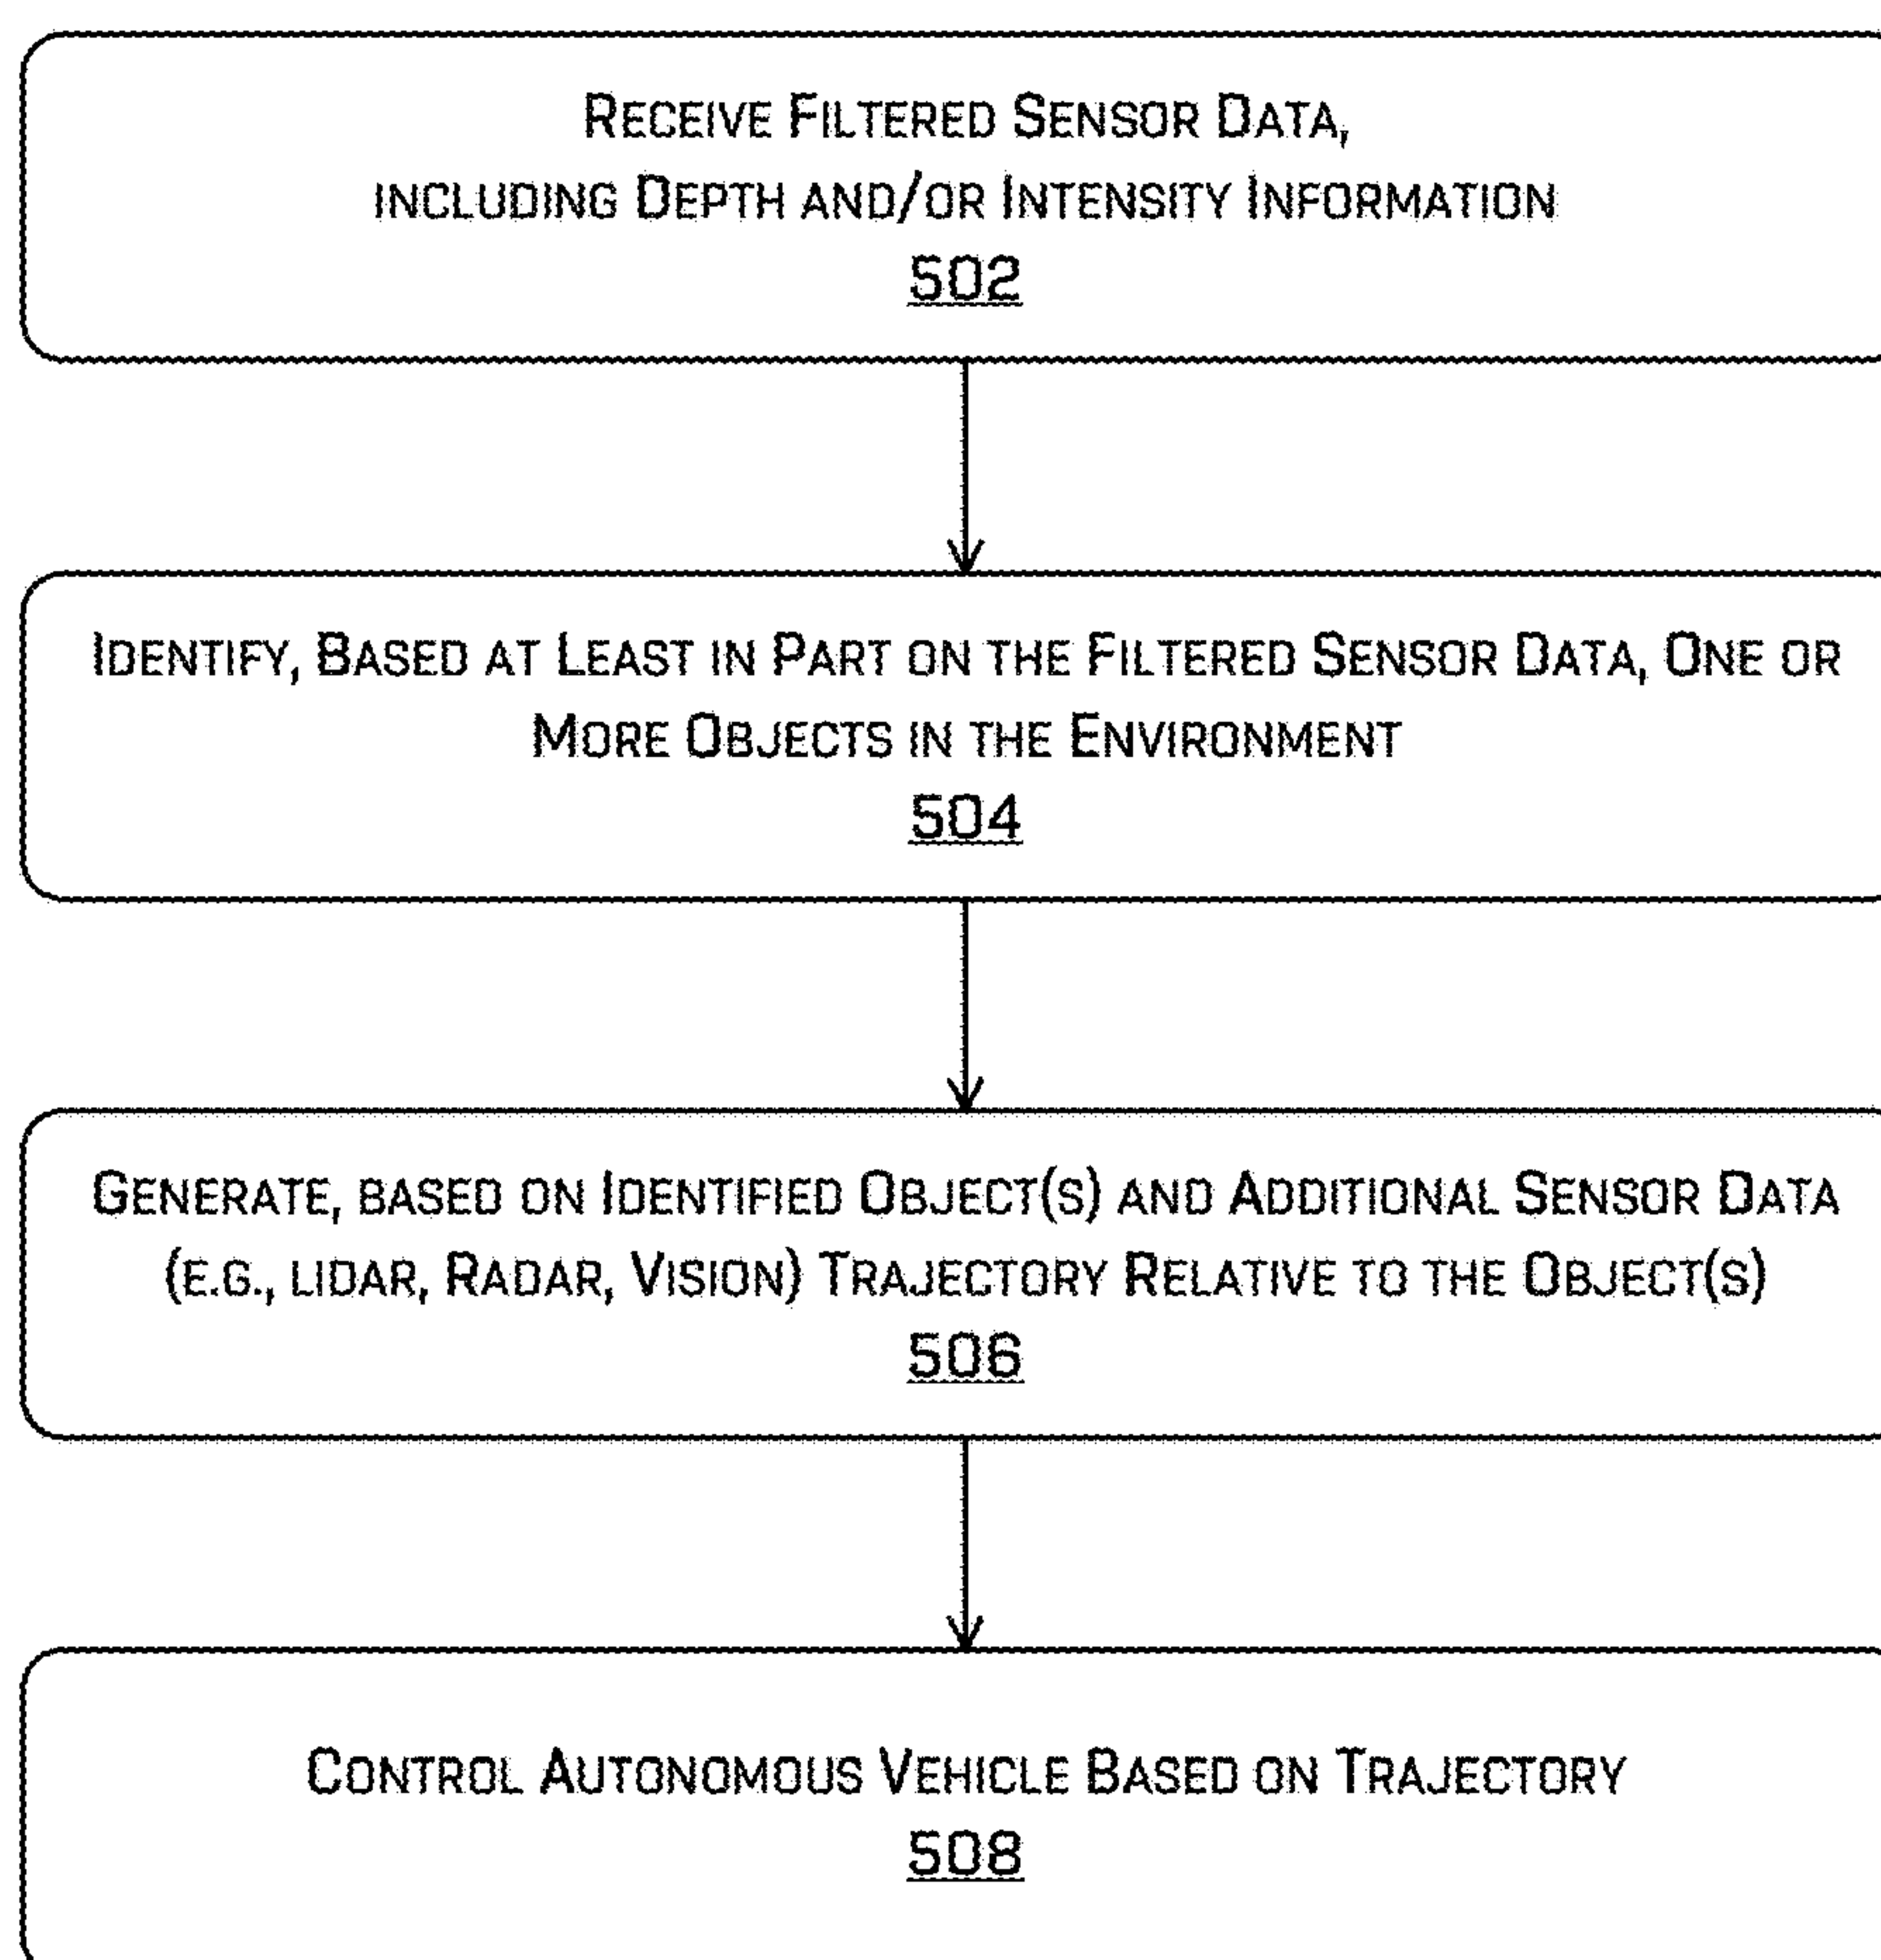 Receive Filtered Sensor Data,
including Depth and/or Intensity Information
502
Identify, Based at Least in Part on the Filtered Sensor Data, One or
More Objects in the Environment
504
Generate, based on Identified Object(s) and Additional Sensor Data
(e.g., lidar, Radar, Vision) Trajectory Relative to the Object(s)
506
Control Autonomous Vehicle Based on Trajectory
508